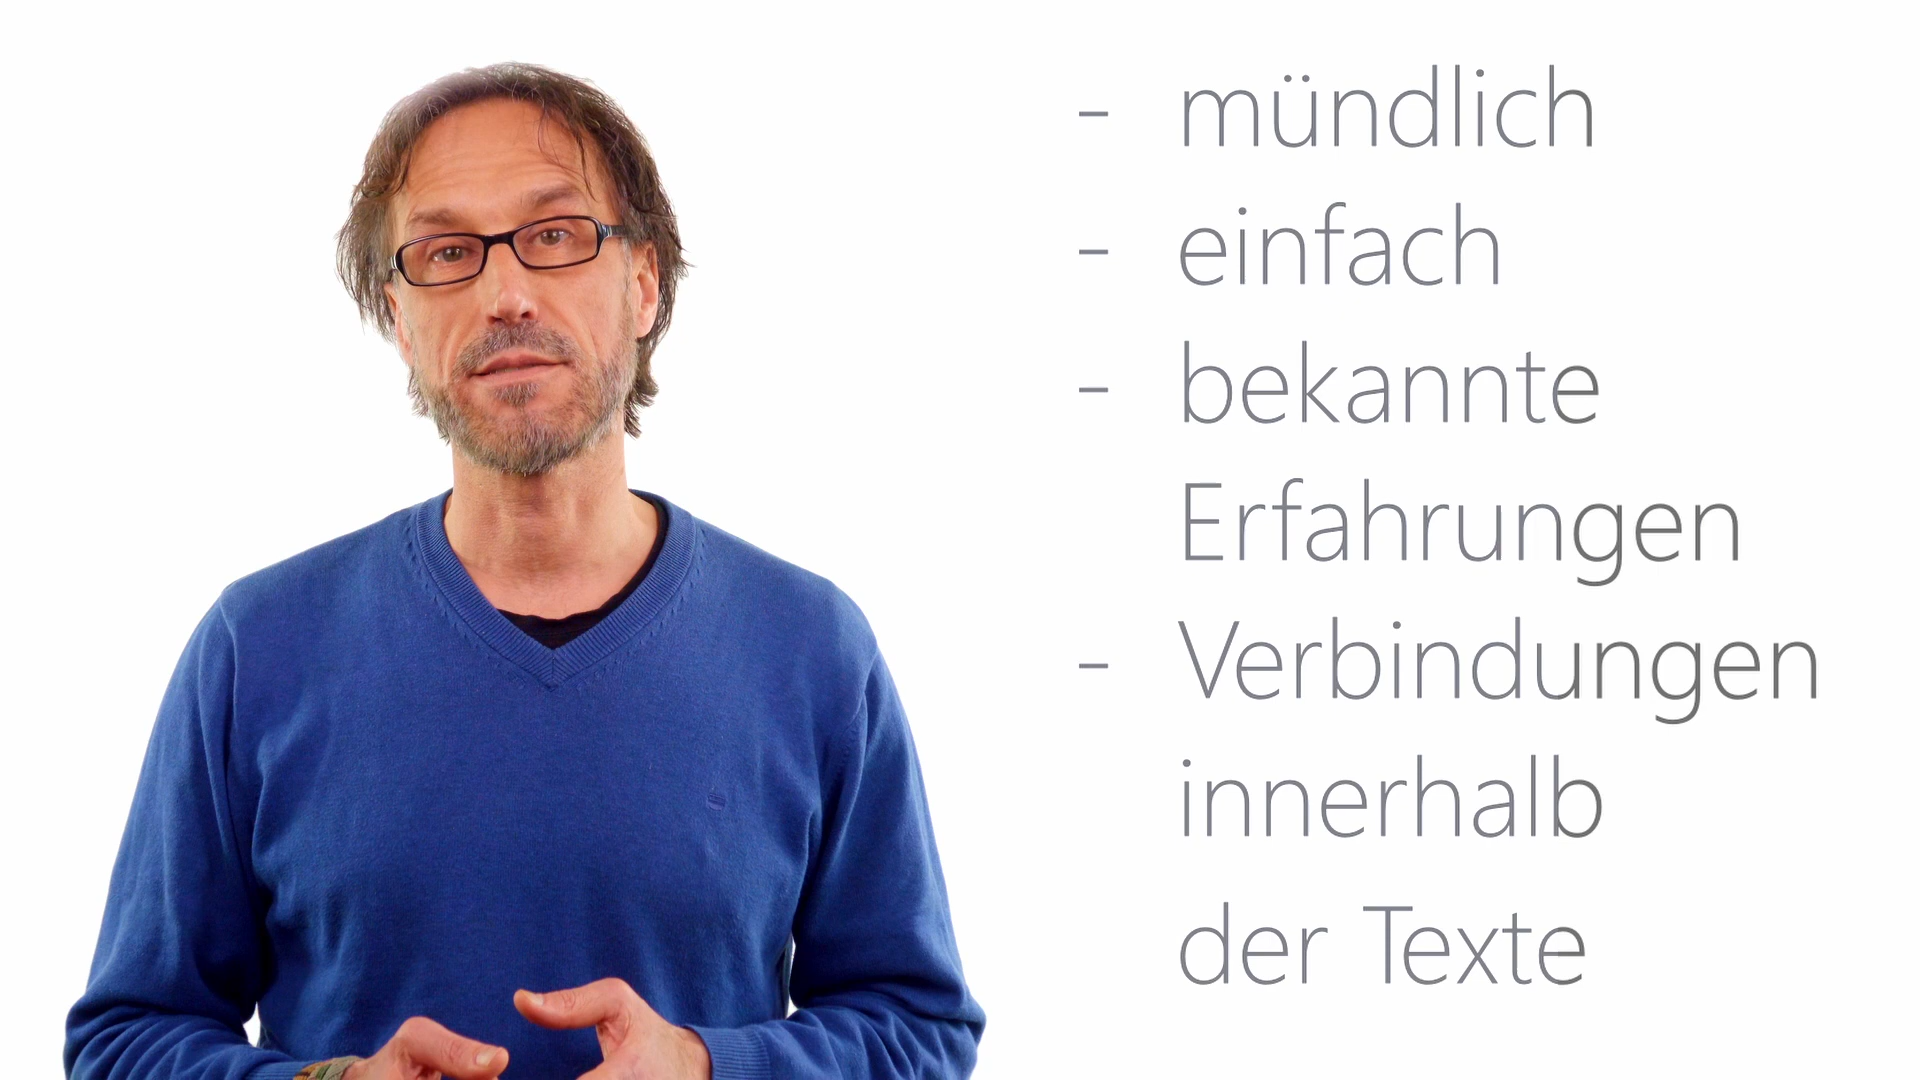 - mündlich
- einfach
- bekannte
Erfahrungen
- Verbindungen
innerhalb
der Texte